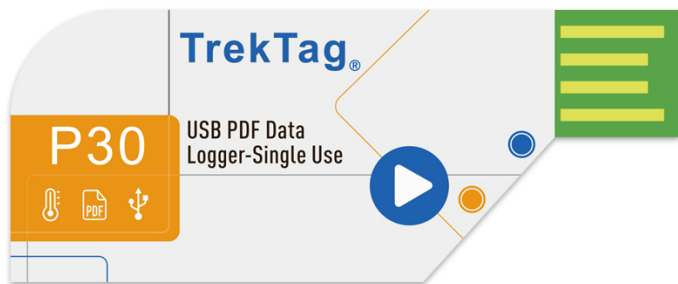 TrekTag®
P30
USB PDF Data
Logger-Single Use
PDF